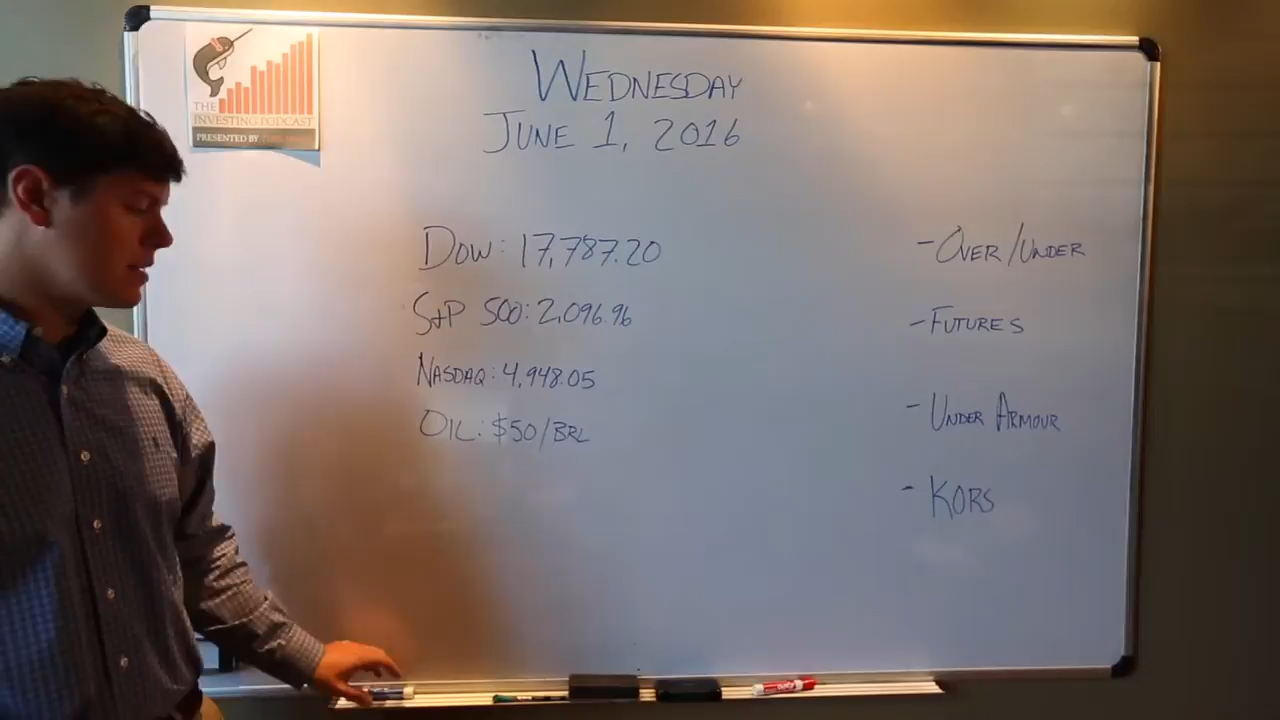 THE
INVESTING PODCAST
PRESENTED BY
WEDNESDAY
JUNE 1, 2016
DOW: 17,787.20
S+P 500: 2,096.96
NASDAQ: 4,948.05
OIL: $50/BRL
- OVER/UNDER
- FUTURES
- UNDER ARMOUR
- KORS